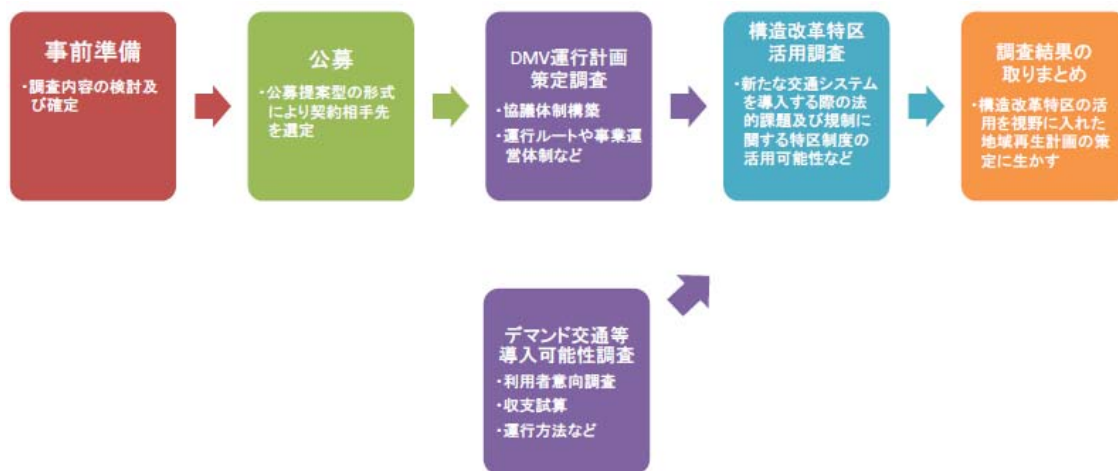 事前準備
・調査内容の検討及
び確定
公募
・公募提案型の形式
により契約相手先
を選定
DMV運行計画
策定調査
・協議体制構築
・運行ルートや事業運
営体制など
構造改革特区
活用調査
・新たな交通システム
を導入する際の法
的課題及び規制に
関する特区制度の
活用可能性など
調査結果の
取りまとめ
・構造改革特区の活
用を視野に入れた
地域再生計画の策
定に生かす
デマンド交通等
導入可能性調査
・利用者意向調査
・収支試算
・運行方法など